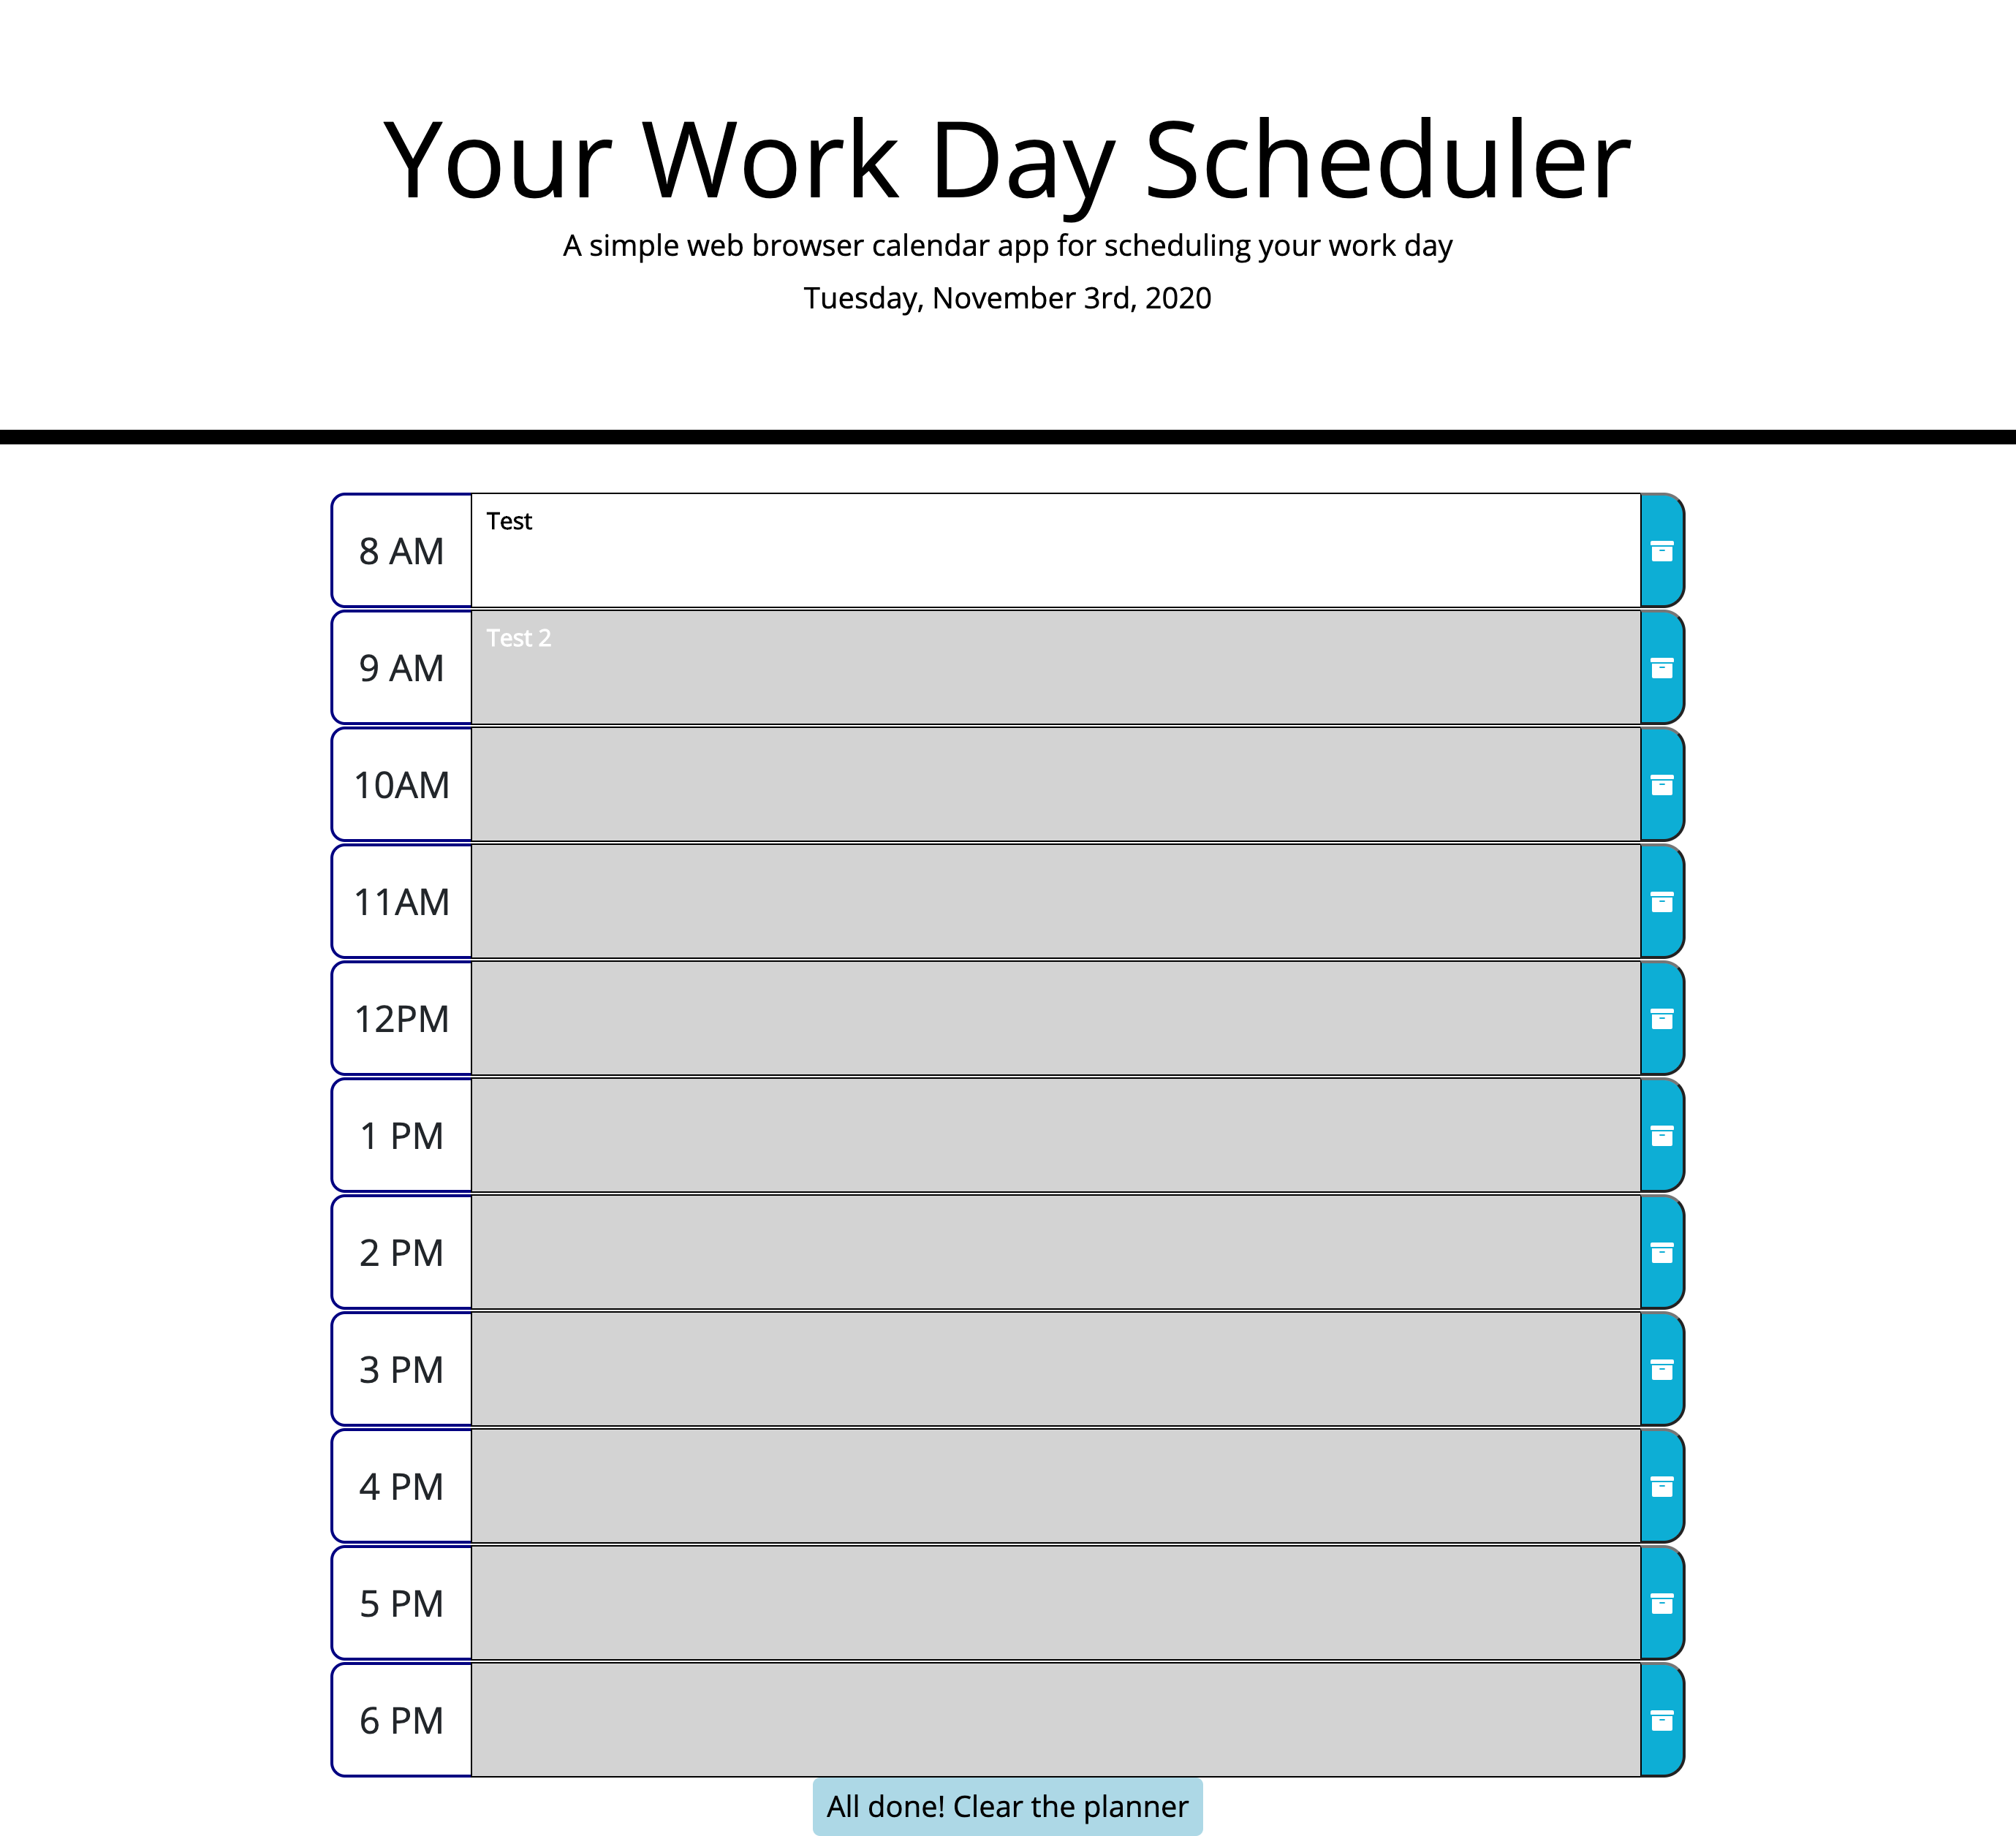 Your Work Day Scheduler
A simple web browser calendar app for scheduling your work day
Tuesday, November 3rd, 2020
8 AM
Test
9 AM
Test 2
10AM
11AM
12PM
1 PM
2 PM
3 PM
4 PM
5 PM
6 PM
All done! Clear the planner